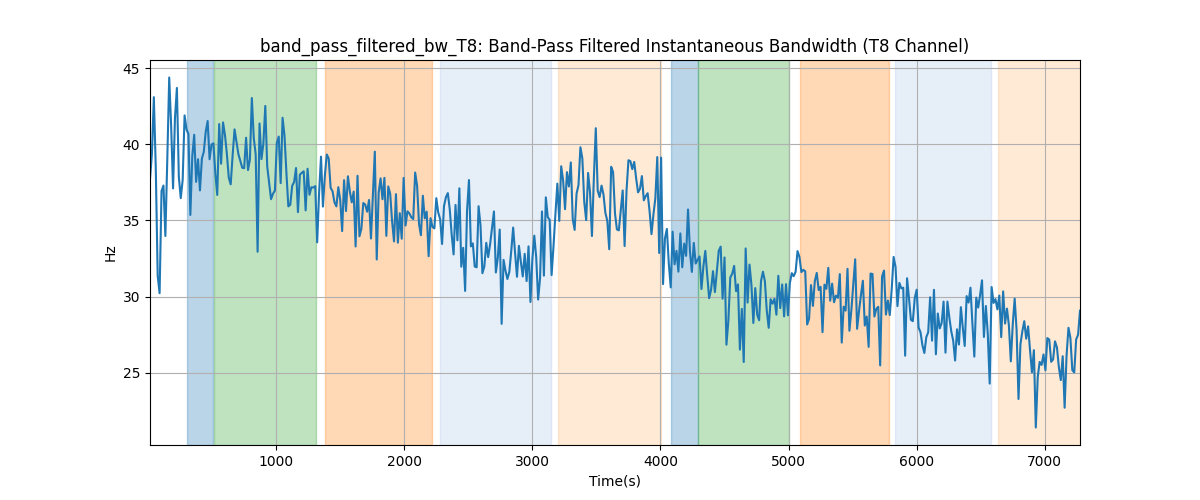 band_pass_filtered_bw_T8: Band-Pass Filtered Instantaneous Bandwidth (T8 Channel)
45
40
35
30
25
Hz
1000 2000 3000 4000 5000 6000 7000
Time(s)